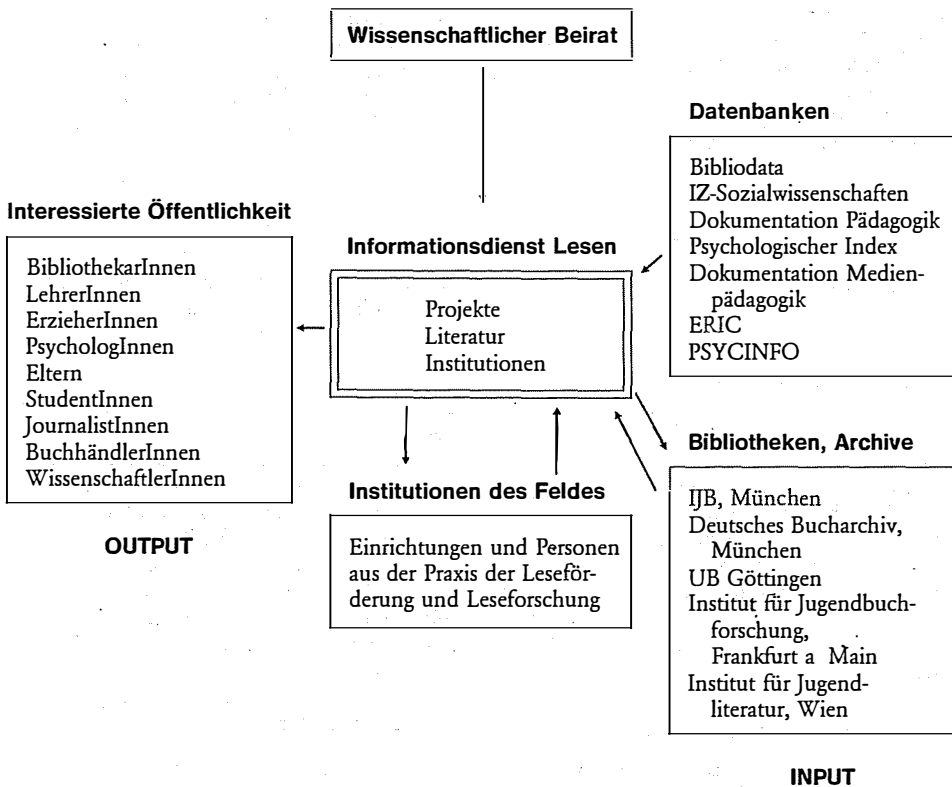 Wissenschaftlicher Beirat
Datenbanken
Bibliodata
IZ-Sozialwissenschaften
Dokumentation Pädagogik
Psychologischer Index
Dokumentation Medien-
pädagogik
ERIC
PSYCINFO
Interessierte Öffentlichkeit
BibliothekarInnen
LehrerInnen
ErzieherInnen
PsychologInnen
Eltern
StudentInnen
JournalistInnen
BuchhändlerInnen
WissenschaftlerInnen
OUTPUT
Informationsdienst Lesen
Projekte
Literatur
Institutionen
Institutionen des Feldes
Einrichtungen und Personen
aus der Praxis der Leseför-
derung und Leseforschung
Bibliotheken, Archive
IJB, München
Deutsches Bucharchiv,
München
UB Göttingen
Institut für Jugendbuch-
forschung,
Frankfurt a Main
Institut für Jugend-
literatur, Wien
INPUT